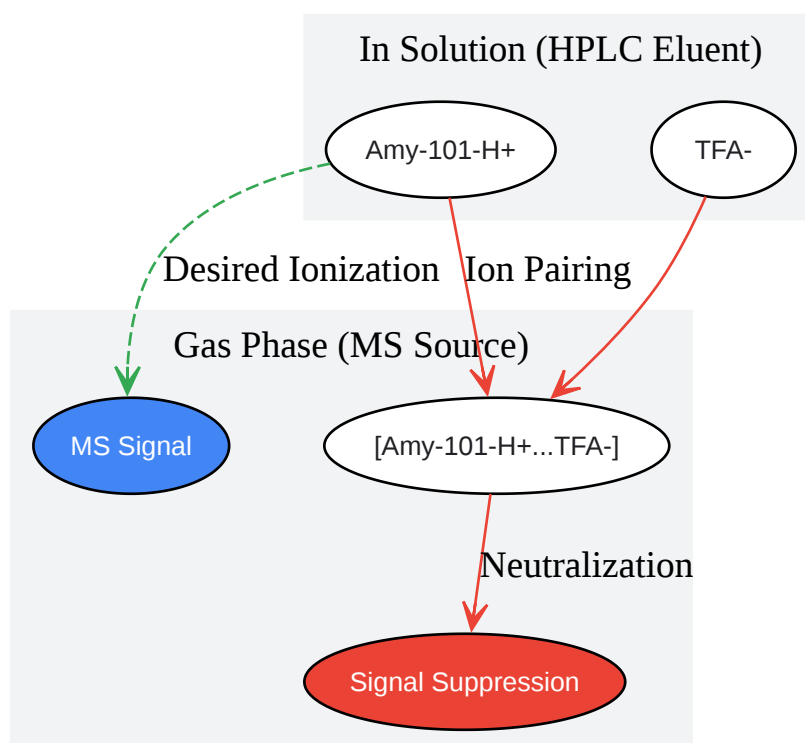 In Solution (HPLC Eluent)
Amy-101-H+
TFA-
Desired Ionization
Ion Pairing
Gas Phase (MS Source)
MS Signal
[Amy-101-H+...TFA-]
Neutralization
Signal Suppression